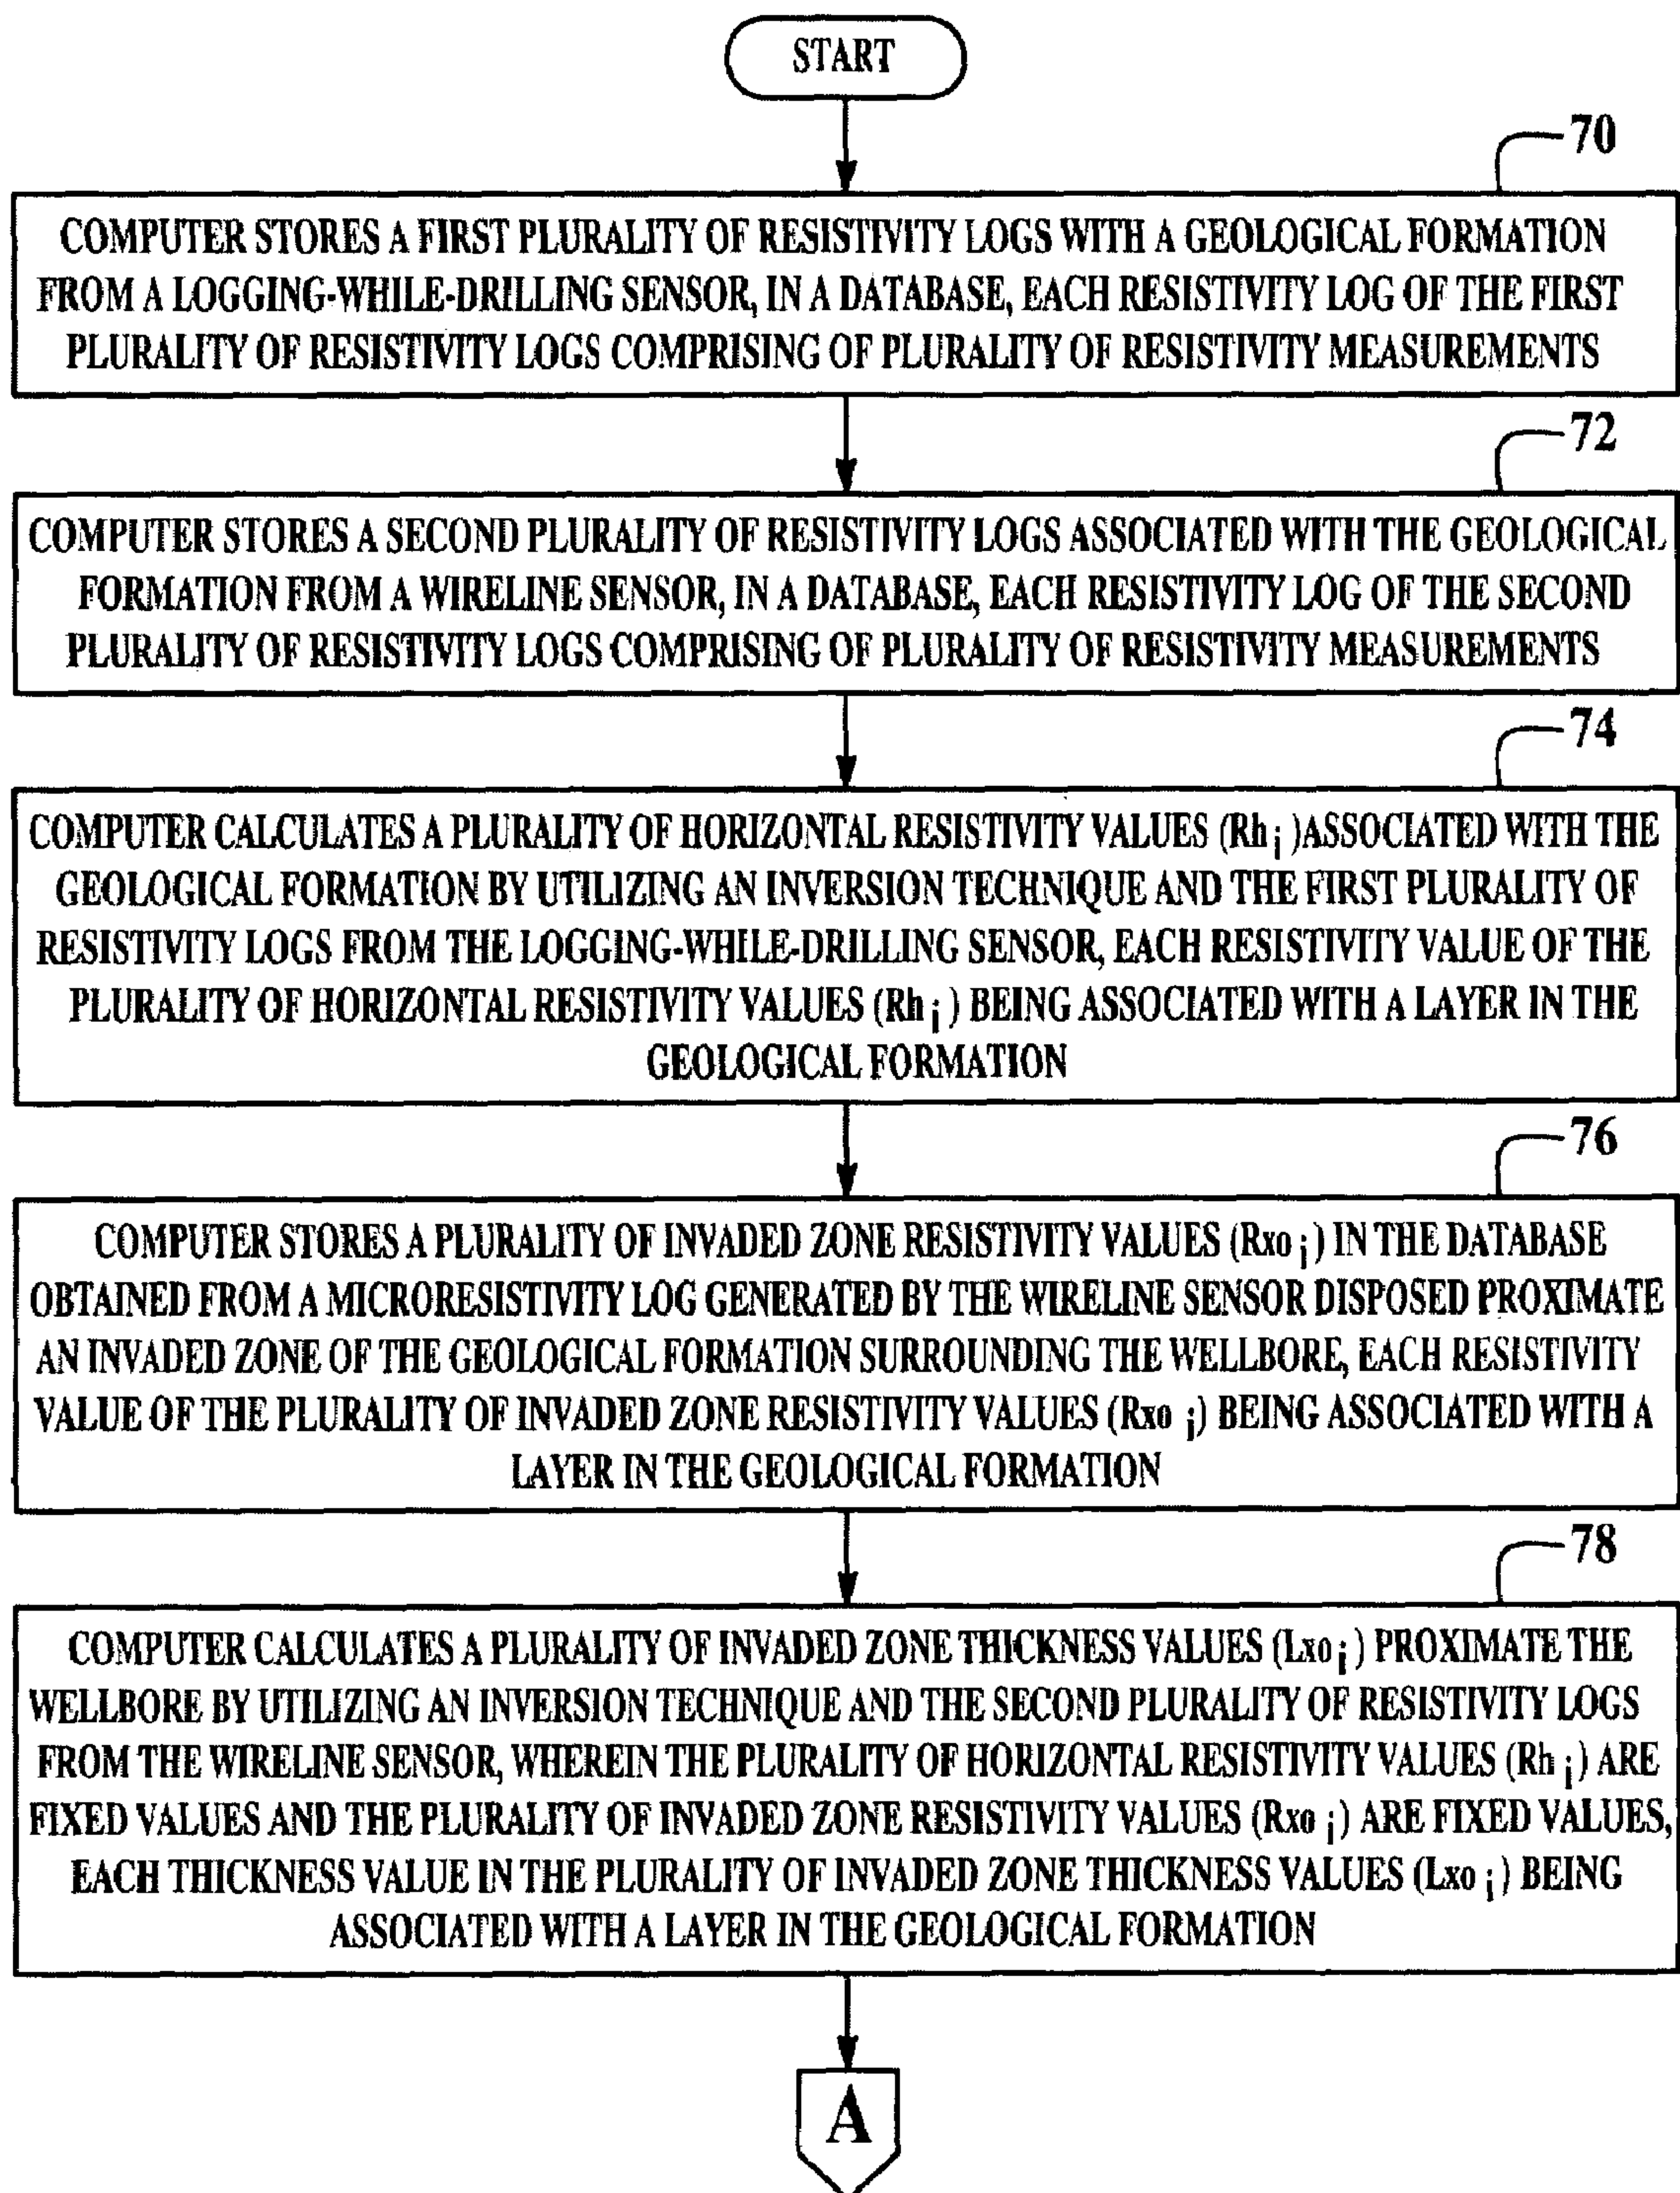 START
70
COMPUTER STORES A FIRST PLURALITY OF RESISTIVITY LOGS WITH A GEOLOGICAL FORMATION
FROM A LOGGING-WHILE-DRILLING SENSOR, IN A DATABASE, EACH RESISTIVITY LOG OF THE FIRST
PLURALITY OF RESISTIVITY LOGS COMPRISING OF PLURALITY OF RESISTIVITY MEASUREMENTS
72
COMPUTER STORES A SECOND PLURALITY OF RESISTIVITY LOGS ASSOCIATED WITH THE GEOLOGICAL
FORMATION FROM A WIRELINE SENSOR, IN A DATABASE, EACH RESISTIVITY LOG OF THE SECOND
PLURALITY OF RESISTIVITY LOGS COMPRISING OF PLURALITY OF RESISTIVITY MEASUREMENTS
74
COMPUTER CALCULATES A PLURALITY OF HORIZONTAL RESISTIVITY VALUES (Rh i )ASSOCIATED WITH THE
GEOLOGICAL FORMATION BY UTILIZING AN INVERSION TECHNIQUE AND THE FIRST PLURALITY OF
RESISTIVITY LOGS FROM THE LOGGING-WHILE-DRILLING SENSOR, EACH RESISTIVITY VALUE OF THE
PLURALITY OF HORIZONTAL RESISTIVITY VALUES (Rh i ) BEING ASSOCIATED WITH A LAYER IN THE
GEOLOGICAL FORMATION
76
COMPUTER STORES A PLURALITY OF INVADED ZONE RESISTIVITY VALUES (Rxo i ) IN THE DATABASE
OBTAINED FROM A MICRORESISTIVITY LOG GENERATED BY THE WIRELINE SENSOR DISPOSED PROXIMATE
AN INVADED ZONE OF THE GEOLOGICAL FORMATION SURROUNDING THE WELLBORE, EACH RESISTIVITY
VALUE OF THE PLURALITY OF INVADED ZONE RESISTIVITY VALUES (Rxo i) BEING ASSOCIATED WITH A
LAYER IN THE GEOLOGICAL FORMATION
78
COMPUTER CALCULATES A PLURALITY OF INVADED ZONE THICKNESS VALUES (Lxo i ) PROXIMATE THE
WELLBORE BY UTILIZING AN INVERSION TECHNIQUE AND THE SECOND PLURALITY OF RESISTIVITY LOGS
FROM THE WIRELINE SENSOR, WHEREIN THE PLURALITY OF HORIZONTAL RESISTIVITY VALUES (Rh i) ARE
FIXED VALUES AND THE PLURALITY OF INVADED ZONE RESISTIVITY VALUES (Rxo i) ARE FIXED VALUES,
EACH THICKNESS VALUE IN THE PLURALITY OF INVADED ZONE THICKNESS VALUES (Lxo i ) BEING
ASSOCIATED WITH A LAYER IN THE GEOLOGICAL FORMATION
A